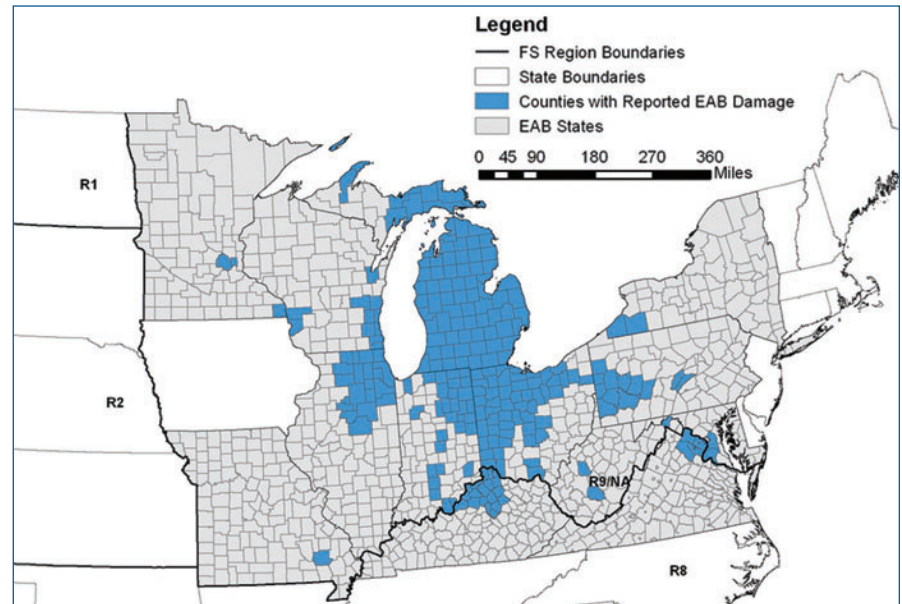 Legend
FS Region Boundaries
State Boundaries
Counties with Reported EAB Damage
EAB States
0 45 90 180 270 360
Miles
R1
R2
R9/NA
R8